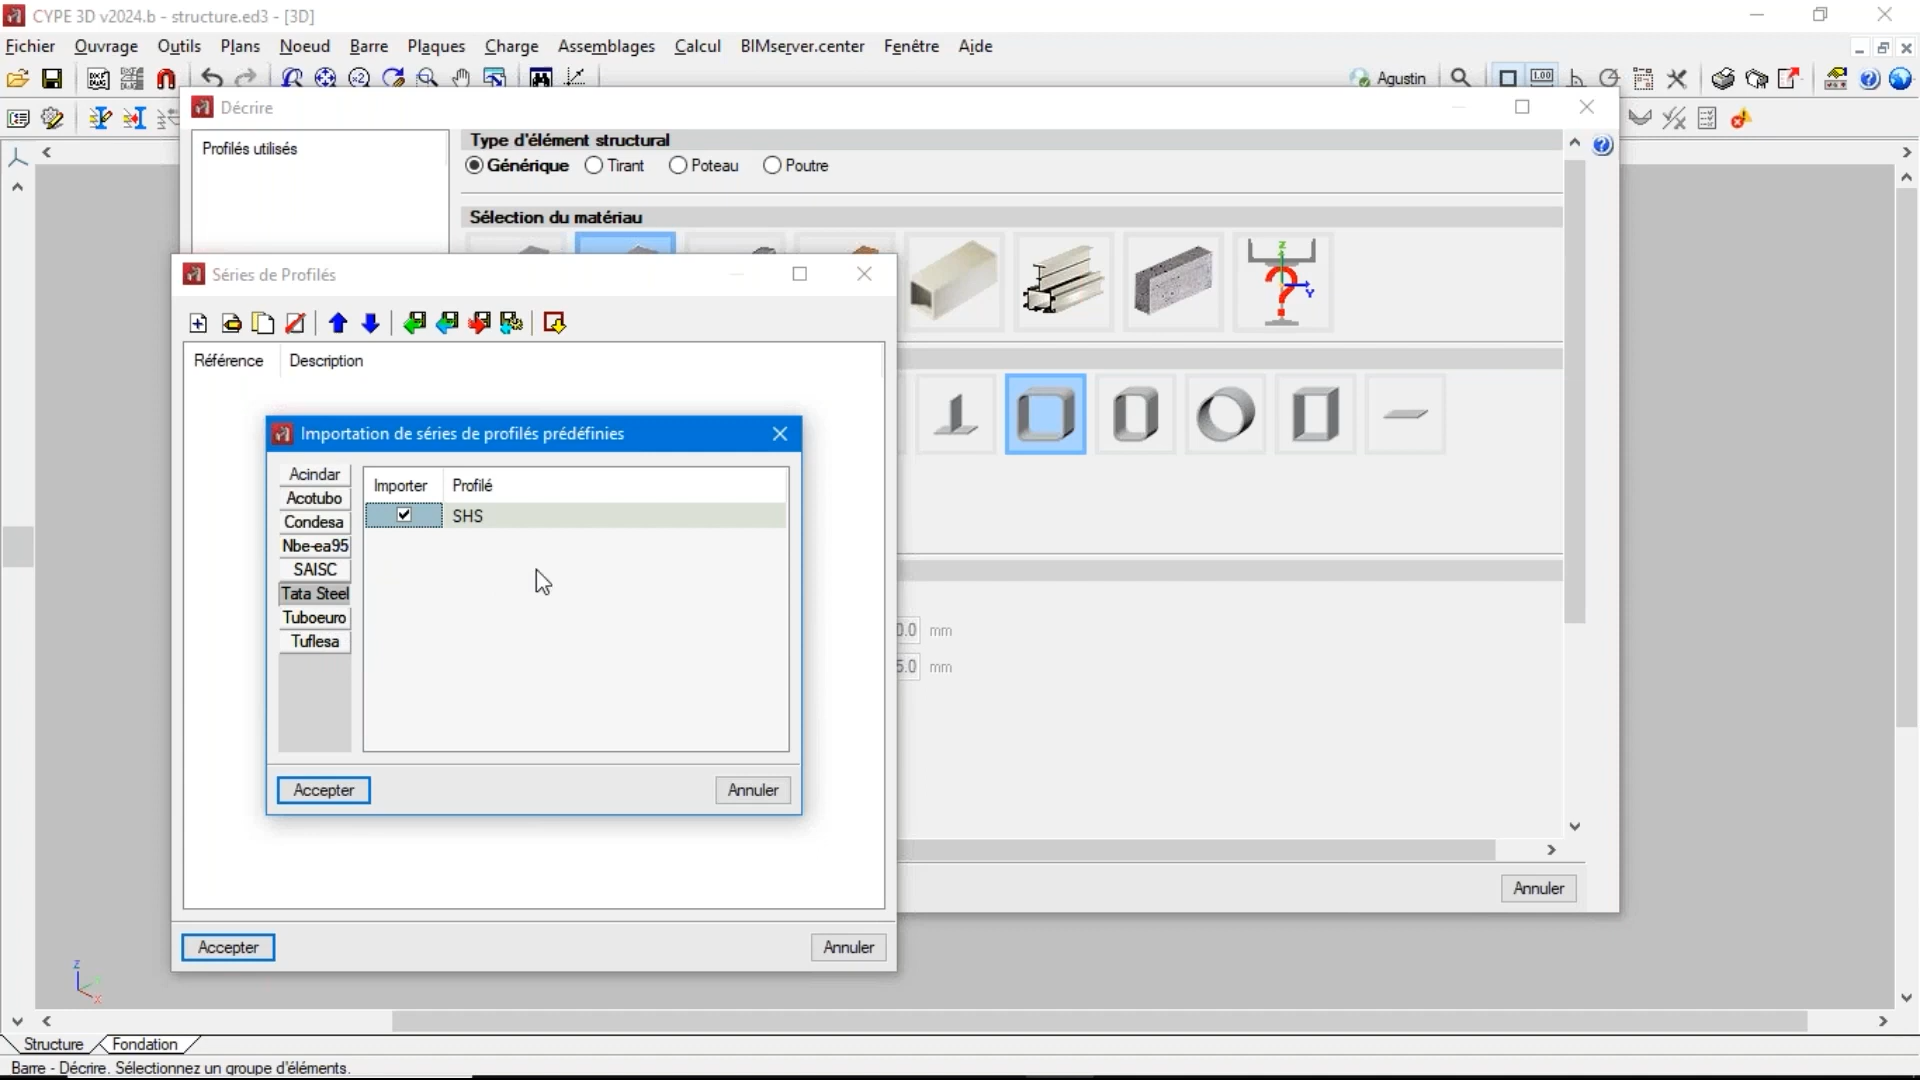 CYPE 3D v2024.b - structure.ed3 - [3D]
Fichier Ouvrage Outils Plans Noeud Barre Plaques Charge Assemblages Calcul BIMserver.center Fenêtre Aide
Agustin
Décrire
Profilés utilisés
Type d'élément structural
Générique Tirant Poteau Poutre
Sélection du matériau
Séries de Profilés
Référence Description
Importation de séries de profilés prédéfinies
Acindar
Acotubo
Condesa
Nbe-ea95
SAISC
Tata Steel
Tuboeuro
Tuflesa
Importer Profilé
SHS
Accepter Annuler
0.0 mm
5.0 mm
Annuler
Accepter Annuler
Structure Fondation
Barre - Décrire. Sélectionnez un groupe d'éléments.